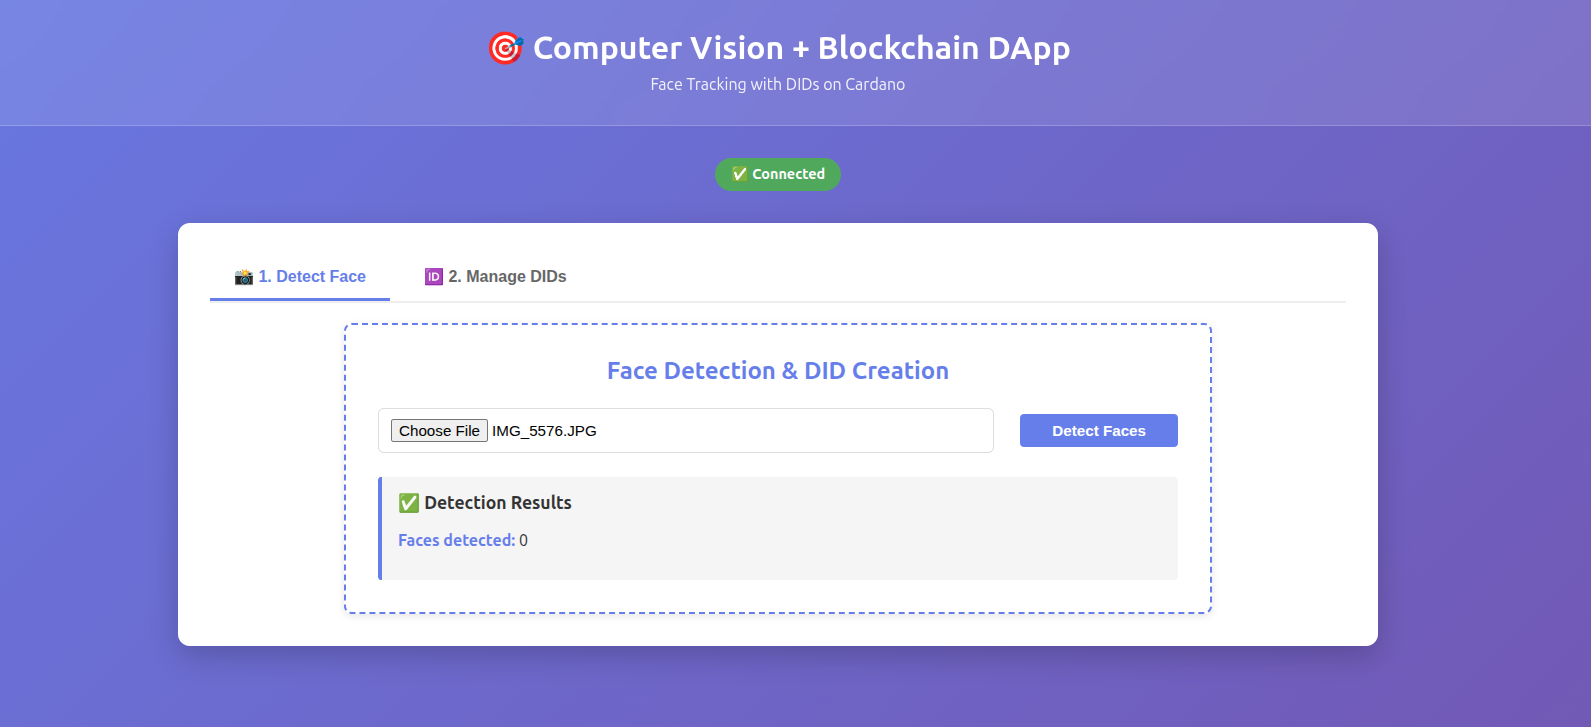 🎯 Computer Vision + Blockchain DApp
Face Tracking with DIDs on Cardano
✅ Connected
📸 1. Detect Face
🆔 2. Manage DIDs
Face Detection & DID Creation
Choose File IMG_5576.JPG
Detect Faces
✅ Detection Results
Faces detected: 0